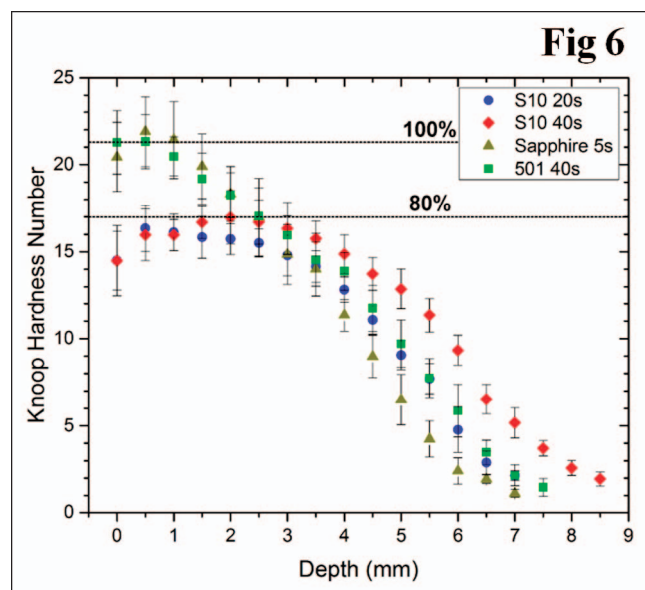 Fig 6
25
20
15
10
5
0
Knoop Hardness Number
S10 20s
S10 40s
Sapphire 5s
501 40s
100%
80%
0 1 2 3 4 5 6 7 8 9
Depth (mm)